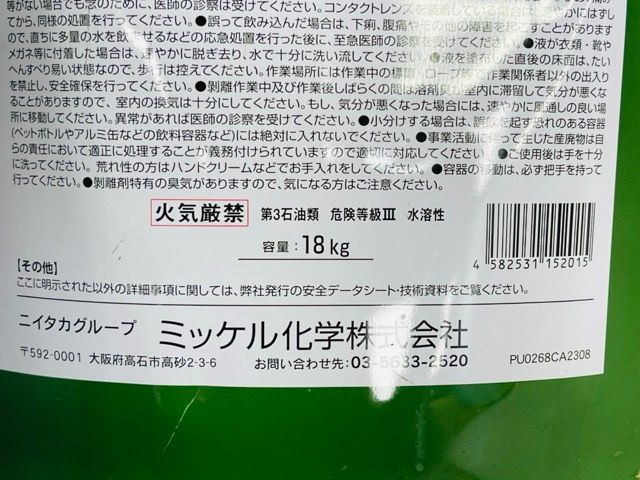 等がない場合でも念のために、医師の診察を受けてください。コンタクトレンズを
てから、同様の処置を行ってください。●誤って飲み込んだ場合は、下痢、腹痛やその他の障害を起こすことがありますので
直ちに多量の水を飲ませるなどの応急処置を行った後に、至急医師の診察を受けてください。●液が衣類・靴や
メガネ等に付着した場合は、速やかに脱ぎ去り、水で十分に洗い流してください。●液を塗布した直後の床面は、たい
へんすべり易い状態なので、歩行は控えてください。作業場所には作業中の標識・ロープ等で作業関係者以外の出入り
を禁止し、安全確保を行ってください。●剥離作業中及び作業後しばらくの間は溶剤臭が室内に滞留して気分が悪くな
ることがありますので、室内の換気は十分にしてください。もし、気分が悪くなった場合には、速やかに風通しの良い場
所に移動してください。異常があれば医師の診察を受けてください。●小分けする場合は、誤飲を起す恐れのある容器
(ペットボトルやアルミ缶などの飲料容器など)には絶対に入れないでください。●事業活動に伴って生じた産廃物は自
らの責任において適正に処理することが義務付けられていますので適切に対応してください。●ご使用後は手を十分
に洗ってください。荒れ性の方はハンドクリームなどでお手入れをしてください。●容器の移動は、必ず把手を持って
行ってください。●剥離剤特有の臭気がありますので、気になる方はご注意ください。
火気厳禁 第3石油類 危険等級Ⅲ 水溶性
容量：18kg
4 582531 152015
【その他】
ここに明示された以外の詳細事項に関しては、弊社発行の安全データシート・技術資料をご覧ください。
ニイタカグループ ミッケル化学株式会社
〒592-0001 大阪府高石市高砂2-3-6 お問い合わせ先：03-5633-2520 PU0268CA2308